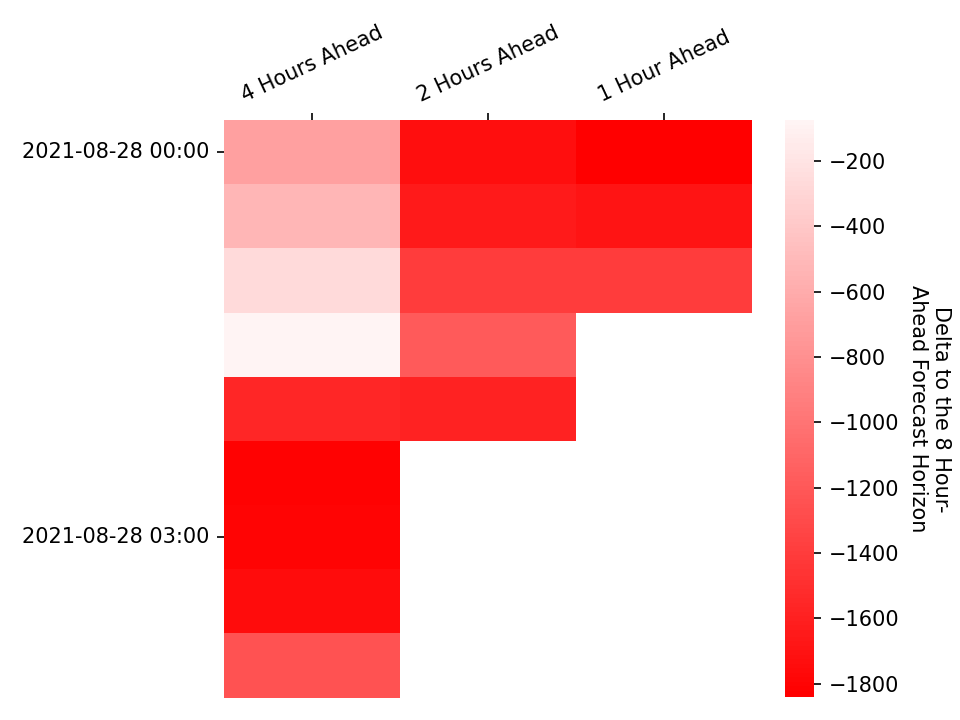 4 Hours Ahead
2 Hours Ahead
1 Hour Ahead
2021-08-28 00:00
2021-08-28 03:00
−200
−400
−600
−800
−1000
−1200
−1400
−1600
−1800
Delta to the 8 Hour-
Ahead Forecast Horizon